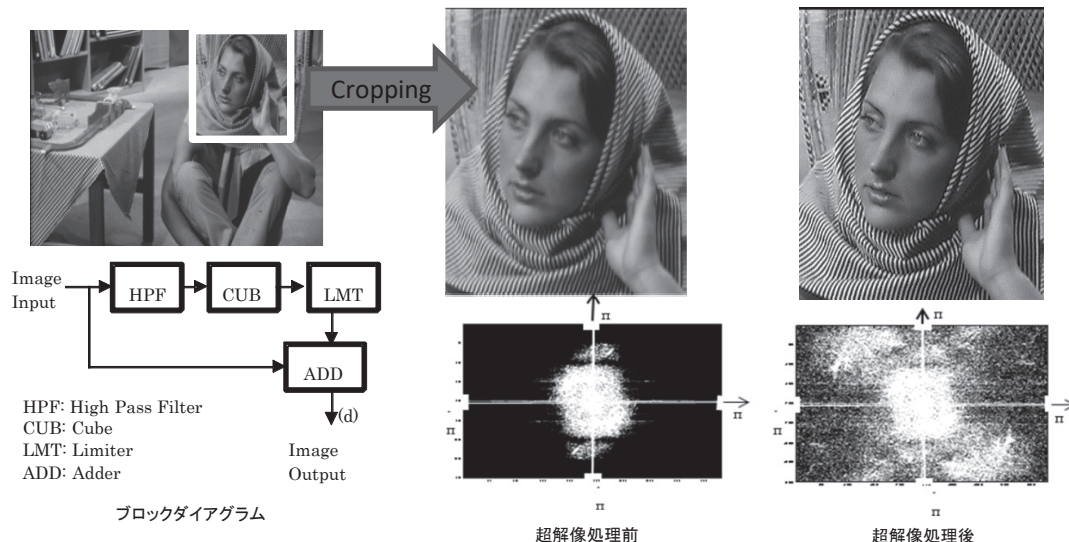 Cropping
Image
Input
HPF
CUB
LMT
ADD
(d)
Image
Output
HPF: High Pass Filter
CUB: Cube
LMT: Limiter
ADD: Adder
ブロックダイアグラム
π
π
-π
-π
超解像処理前
π
π
-π
-π
超解像処理後